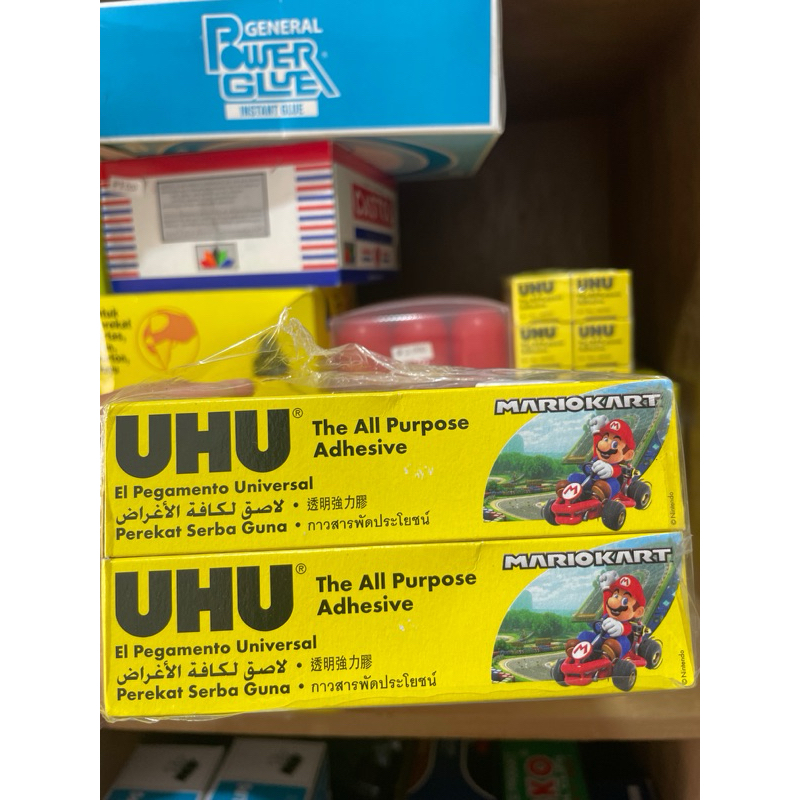 GENERAL
POWER
GLUE
INSTANT GLUE
UHU UHU
UHU UHU
UHU®
The All Purpose
Adhesive
MARIOKART
El Pegamento Universal
لاصق لكافة الأغراض • 透明強力膠
Perekat Serba Guna • กาวสารพัดประโยชน์
© Nintendo
UHU®
The All Purpose
Adhesive
MARIOKART
El Pegamento Universal
لاصق لكافة الأغراض • 透明強力膠
Perekat Serba Guna • กาวสารพัดประโยชน์
© Nintendo